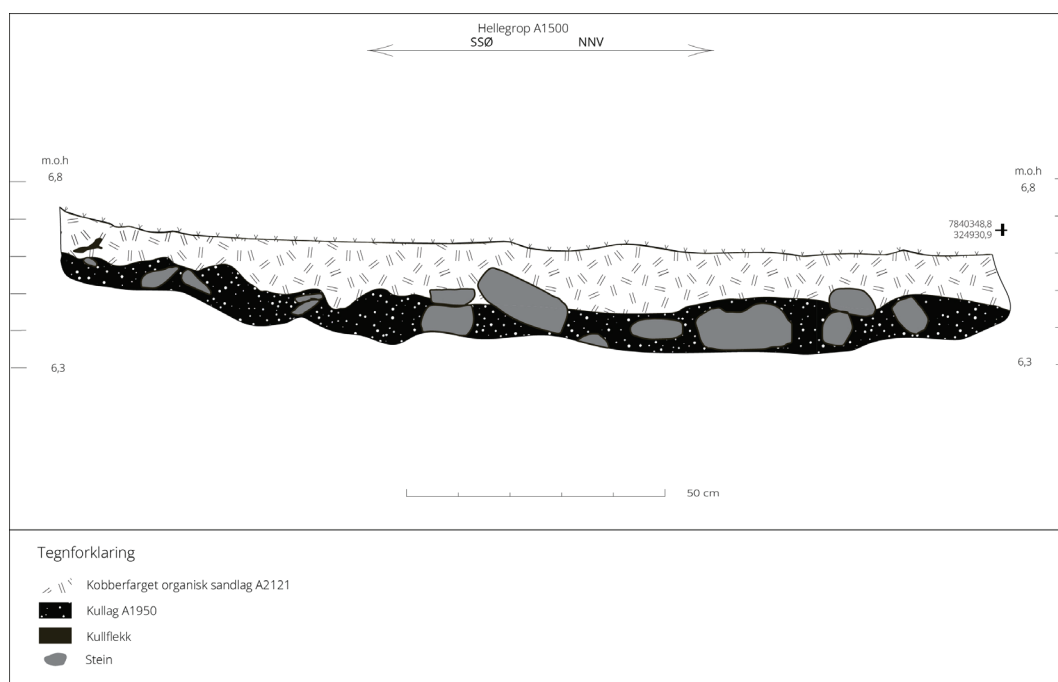 Hellegrop A1500
SSØ NNV
m.o.h
6,8
m.o.h
6,8
7840348,8
324930,9
6,3
6,3
50 cm
Tegnforklaring
Kobberfarget organisk sandlag A2121
Kullag A1950
Kullflekk
Stein